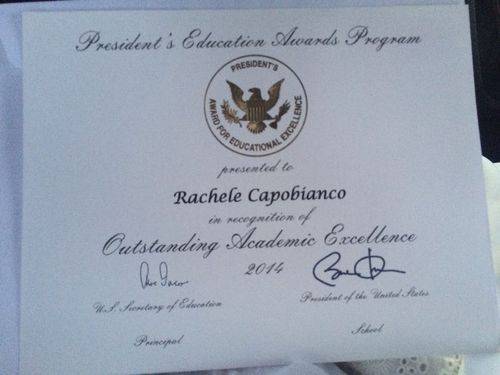 President's Education Awards Program
PRESIDENT'S
AWARD FOR EDUCATIONAL EXCELLENCE
presented to
Rachele Capobianco
in recognition of
Outstanding Academic Excellence
2014
U.S. Secretary of Education
President of the United States
Principal
School